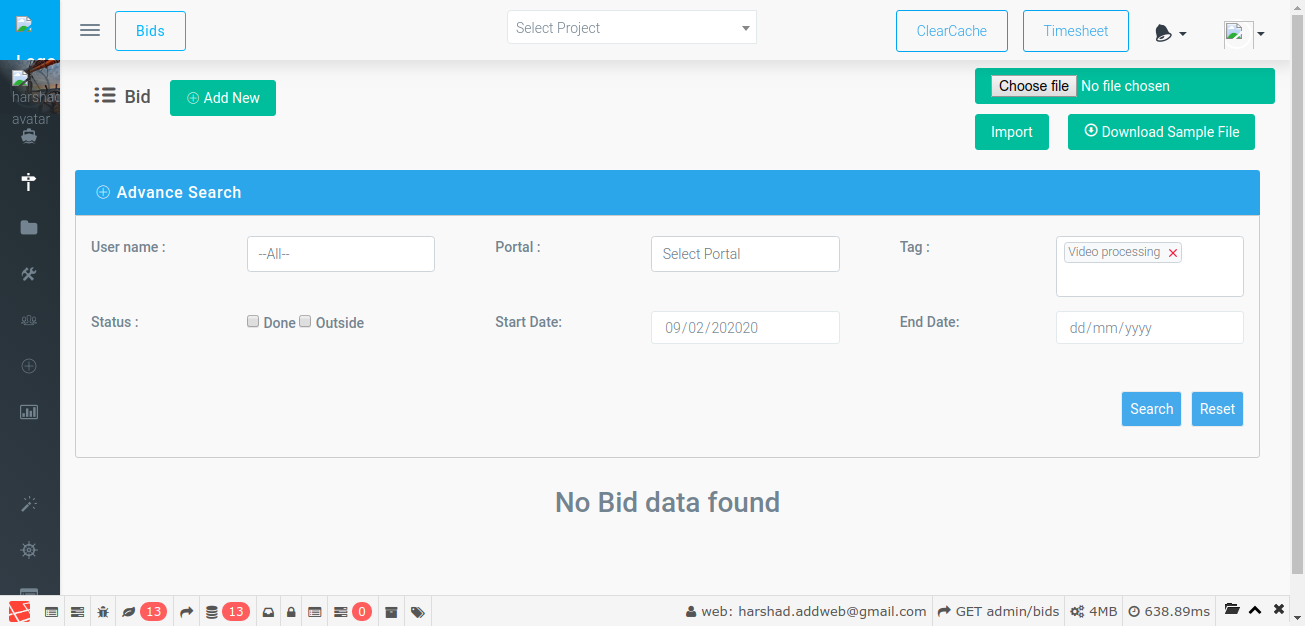 Bids
Select Project
ClearCache
Timesheet
harshad
avatar
Bid
Add New
Choose file No file chosen
Import
Download Sample File
Advance Search
User name :
--All--
Portal :
Select Portal
Tag :
Video processing
Status :
Done
Outside
Start Date:
09/02/202020
End Date:
dd/mm/yyyy
Search
Reset
No Bid data found
13
13
0
web: harshad.addweb@gmail.com
GET admin/bids
4MB
638.89ms